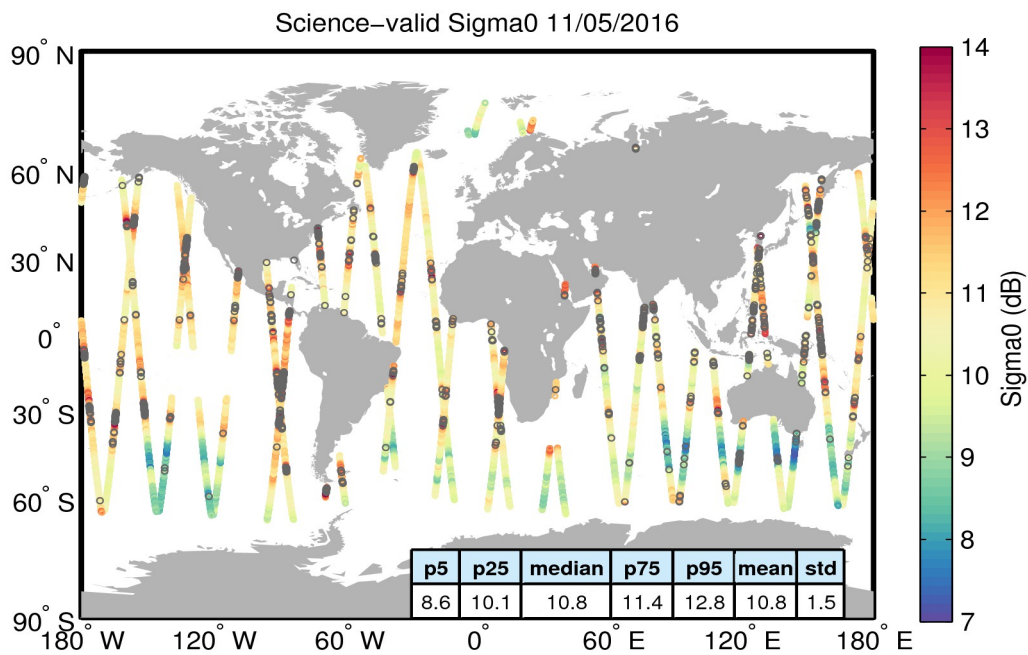 Science−valid Sigma0 11/05/2016
90° N
60° N
30° N
0°
30° S
60° S
90° S
180° W
120° W
60° W
0°
60° E
120° E
180° E
p5 p25 median p75 p95 mean std
8.6 10.1 10.8 11.4 12.8 10.8 1.5
14
13
12
11
10
9
8
7
Sigma0 (dB)